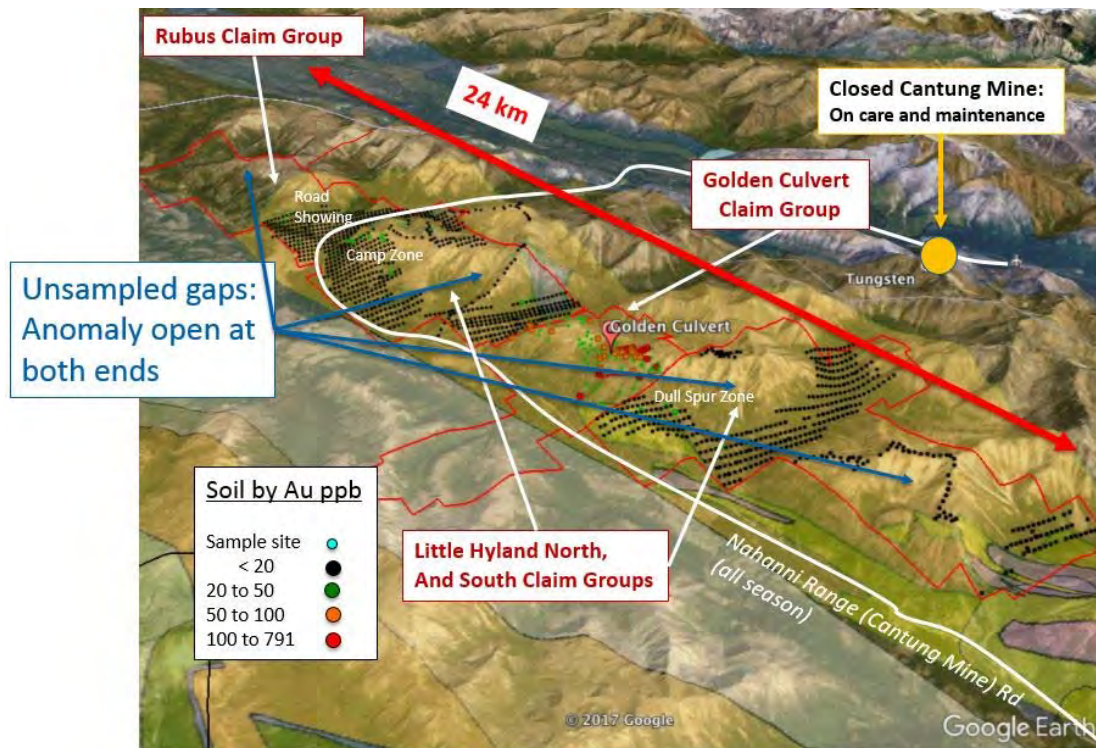 Rubus Claim Group
24 km
Closed Cantung Mine:
On care and maintenance
Golden Culvert
Claim Group
Road
Showing
Camp Zone
Tungsten
Unsampled gaps:
Anomaly open at
both ends
Golden Culvert
Dull Spur Zone
Soil by Au ppb
Sample site
< 20
20 to 50
50 to 100
100 to 791
Little Hyland North,
And South Claim Groups
Nahanni Range (Cantung Mine) Rd
(all season)
© 2017 Google
Google Earth